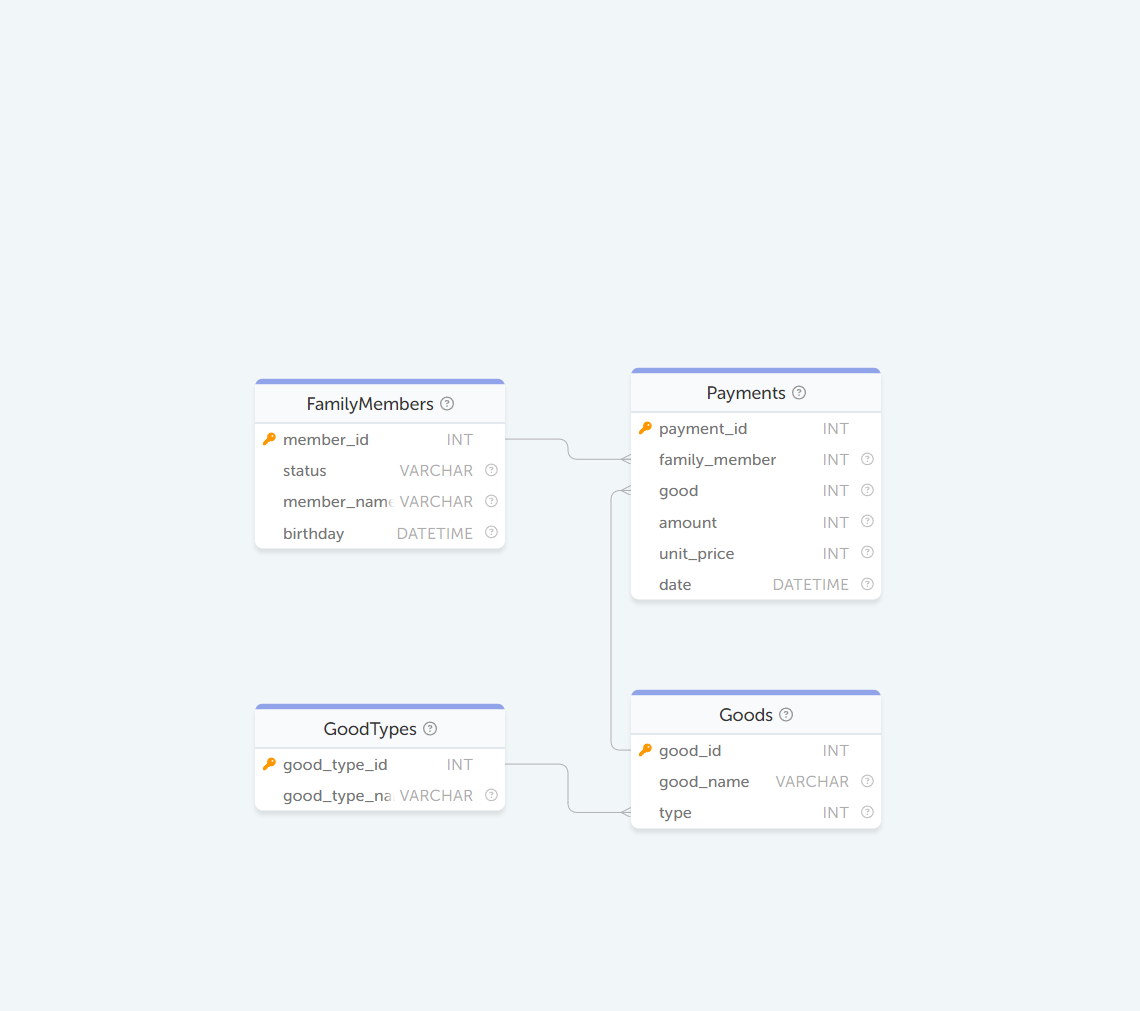 FamilyMembers
member_id INT
status VARCHAR
member_name VARCHAR
birthday DATETIME
Payments
payment_id INT
family_member INT
good INT
amount INT
unit_price INT
date DATETIME
GoodTypes
good_type_id INT
good_type_na VARCHAR
Goods
good_id INT
good_name VARCHAR
type INT